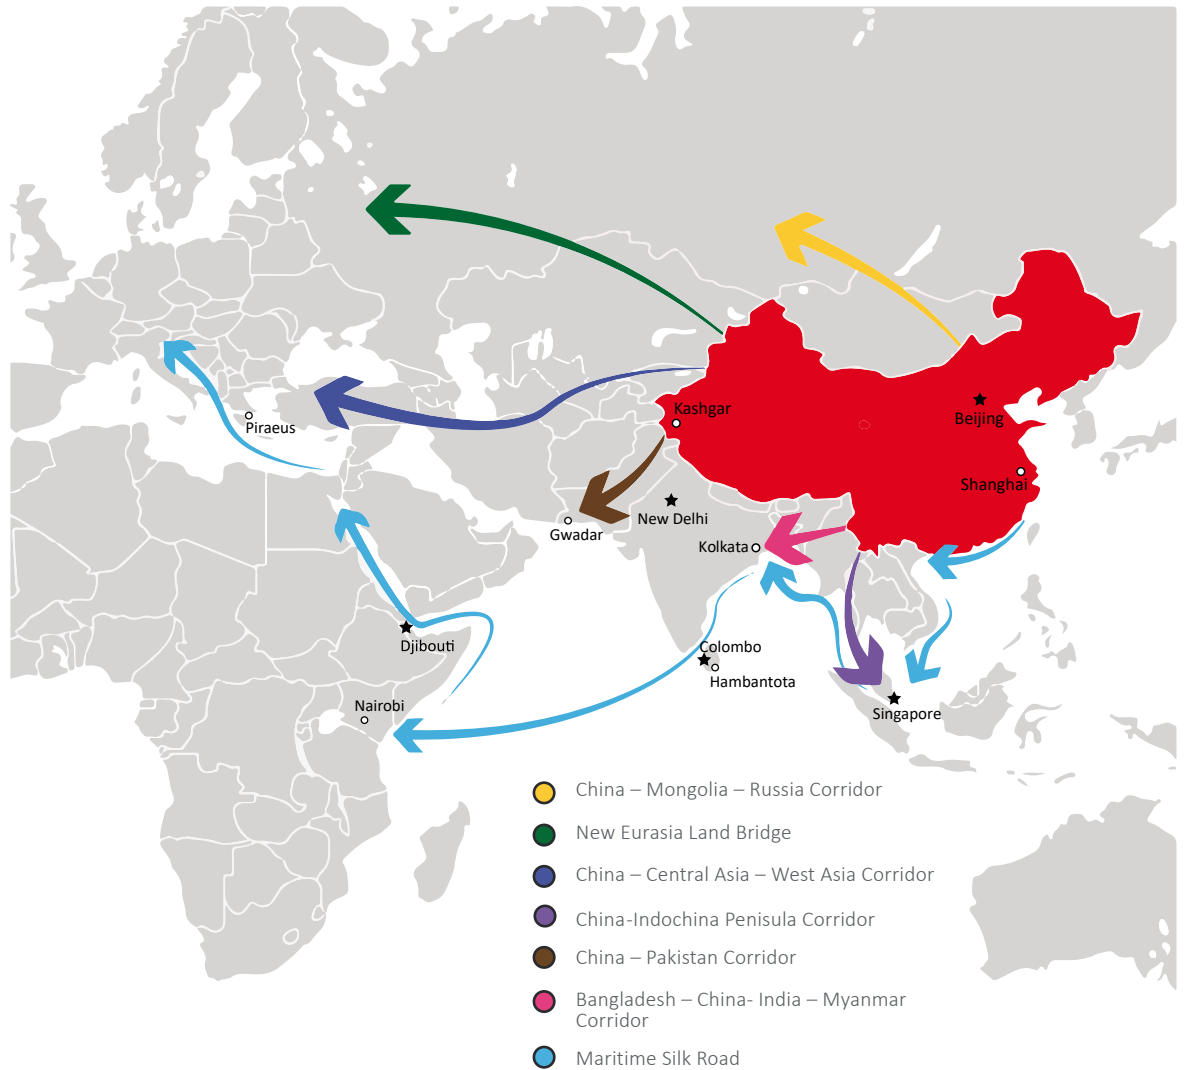 Kashgar
Beijing
Piraeus
Shanghai
New Delhi
Gwadar
Kolkata
Djibouti
Colombo
Hambantota
Nairobi
Singapore
China – Mongolia – Russia Corridor
New Eurasia Land Bridge
China – Central Asia – West Asia Corridor
China-Indochina Penisula Corridor
China – Pakistan Corridor
Bangladesh – China- India – Myanmar
Corridor
Maritime Silk Road